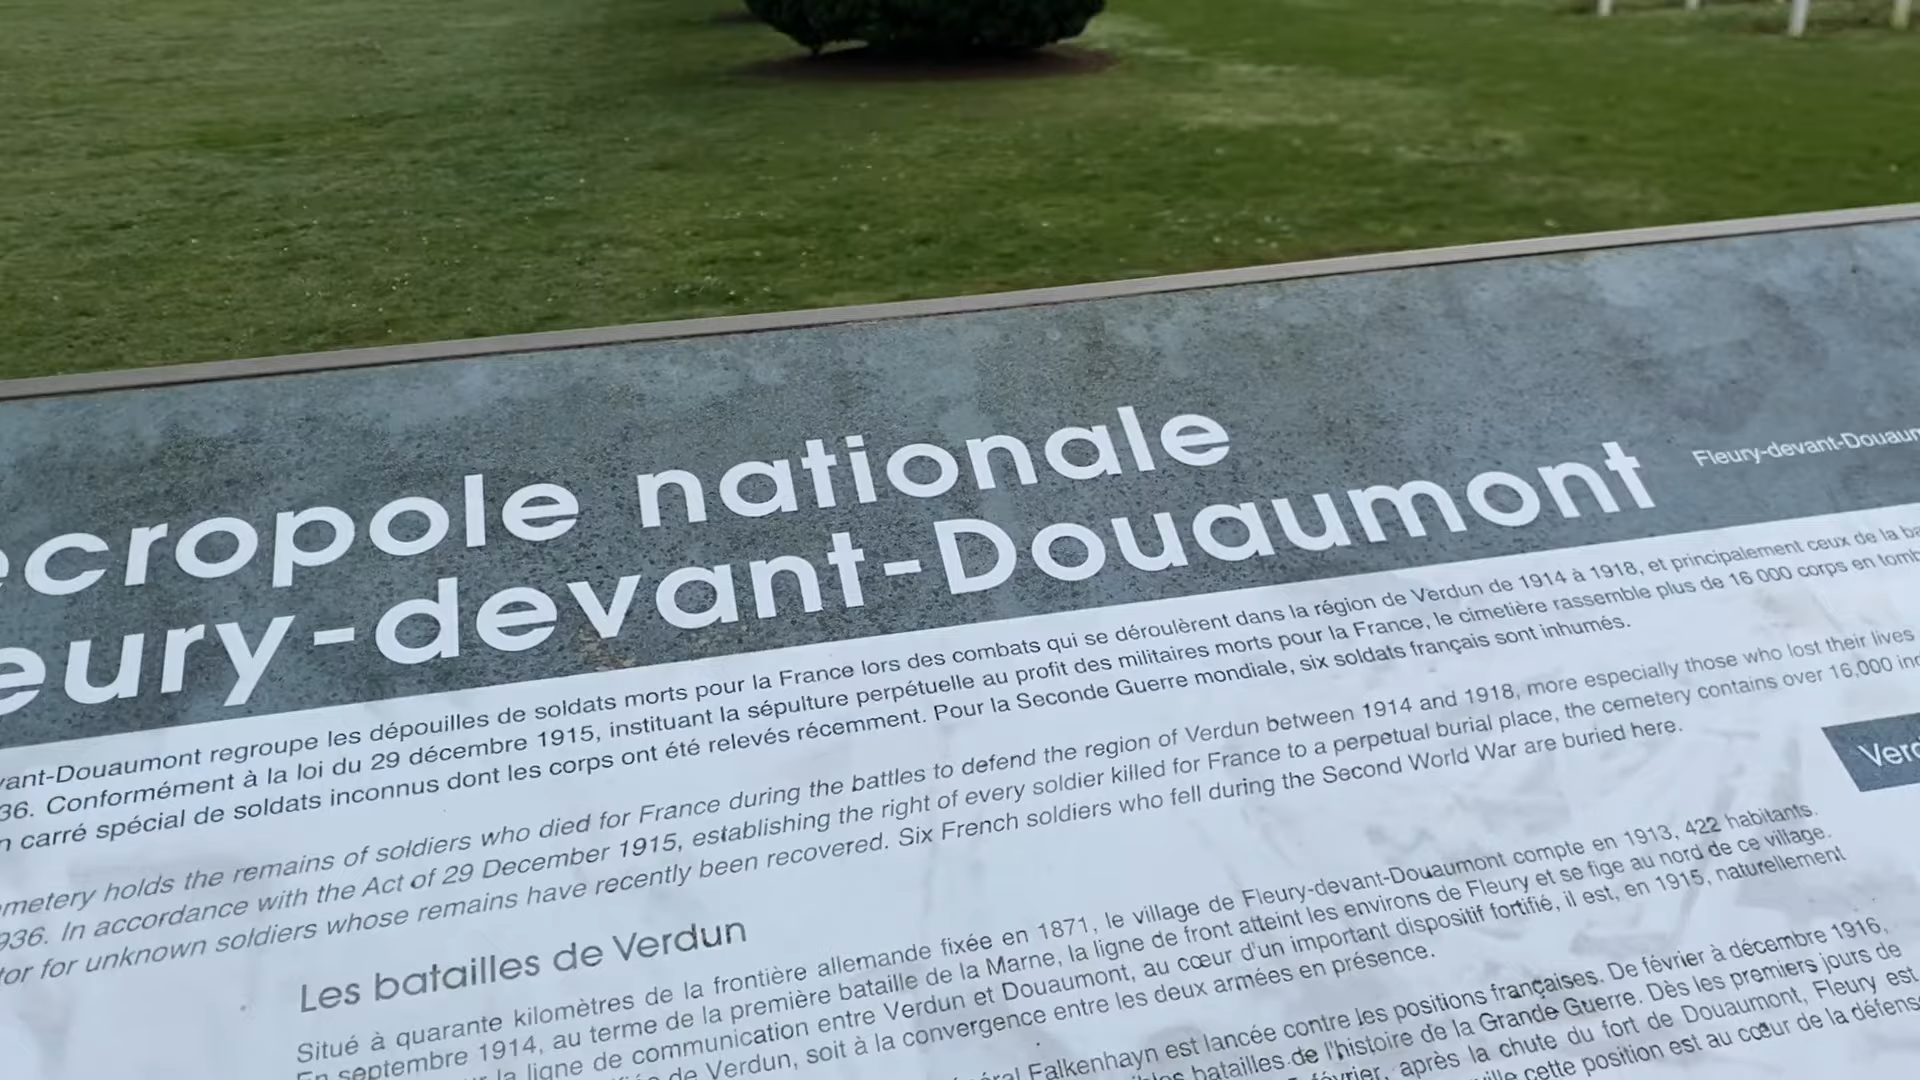 ecropole nationale
eury-devant-Douaumont
Fleury-devant-Douaum
vant-Douaumont regroupe les dépouilles de soldats morts pour la France lors des combats qui se déroulèrent dans la région de Verdun de 1914 à 1918, et principalement ceux de la ba
36. Conformément à la loi du 29 décembre 1915, instituant la sépulture perpétuelle au profit des militaires morts pour la France, le cimetière rassemble plus de 16 000 corps en tomb
n carré spécial de soldats inconnus dont les corps ont été relevés récemment. Pour la Seconde Guerre mondiale, six soldats français sont inhumés.
metery holds the remains of soldiers who died for France during the battles to defend the region of Verdun between 1914 and 1918, more especially those who lost their lives
936. In accordance with the Act of 29 December 1915, establishing the right of every soldier killed for France to a perpetual burial place, the cemetery contains over 16,000 ind
tor for unknown soldiers whose remains have recently been recovered. Six French soldiers who fell during the Second World War are buried here.
Verd
Les batailles de Verdun
Situé à quarante kilomètres de la frontière allemande fixée en 1871, le village de Fleury-devant-Douaumont compte en 1913, 422 habitants.
En septembre 1914, au terme de la première bataille de la Marne, la ligne de front atteint les environs de Fleury et se fige au nord de ce village.
la ligne de communication entre Verdun et Douaumont, au cœur d'un important dispositif fortifié, il est, en 1915, naturellement
de Verdun, soit à la convergence entre les deux armées en présence.
Falkenhayn est lancée contre les positions françaises. De février à décembre 1916,
batailles de l'histoire de la Grande Guerre. Dès les premiers jours de
février, après la chute du fort de Douaumont, Fleury est
cette position est au cœur de la défens